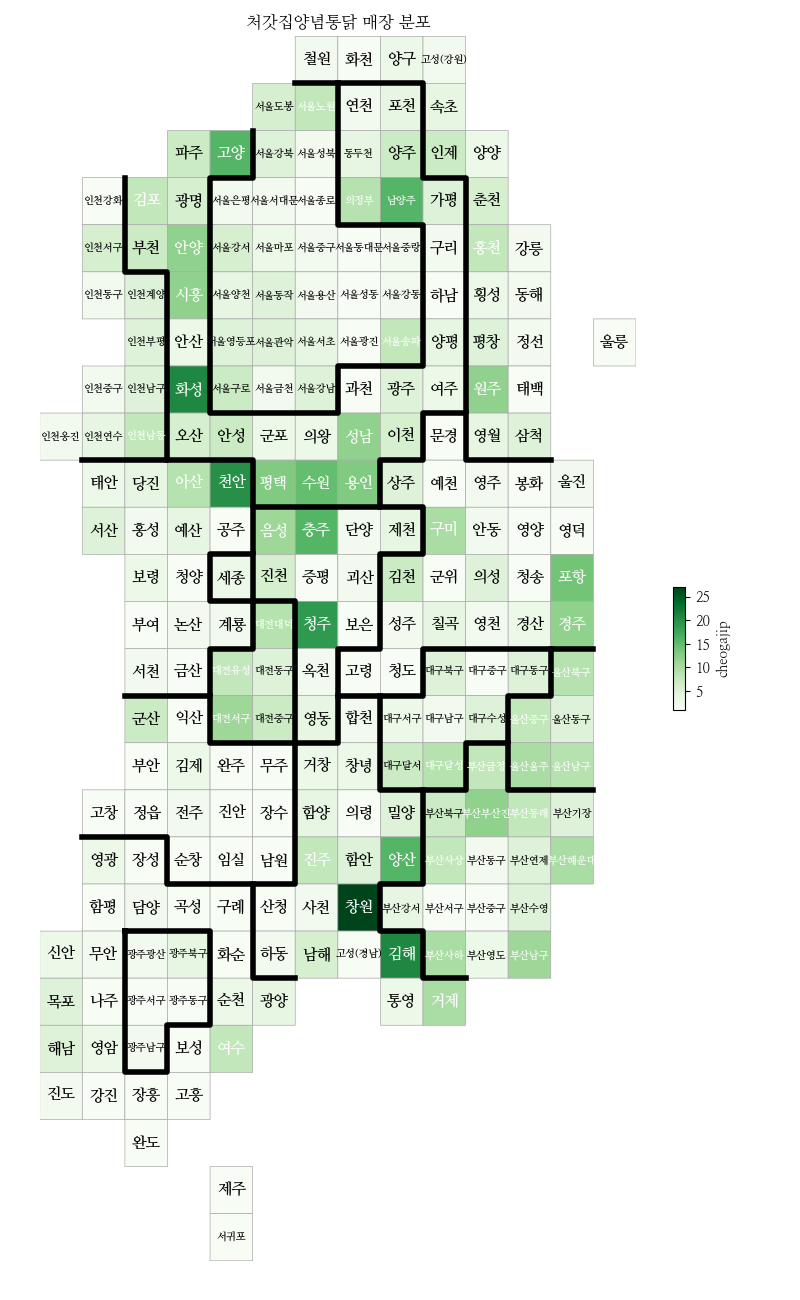 처갓집양념통닭 매장 분포
철원 화천 양구 고성(강원)
서울도봉 서울노원 연천 포천 속초
파주 고양 서울강북 서울성북 동두천 양주 인제 양양
인천강화 김포 광명 서울은평 서울서대문 서울종로 의정부 남양주 가평 춘천
인천서구 부천 안양 서울강서 서울마포 서울중구 서울동대문 서울중랑 구리 홍천 강릉
인천동구 인천계양 시흥 서울양천 서울동작 서울용산 서울성동 서울강동 하남 횡성 동해
인천부평 안산 서울영등포 서울관악 서울서초 서울광진 서울송파 양평 평창 정선 울릉
인천중구 인천남구 화성 서울구로 서울금천 서울강남 과천 광주 여주 원주 태백
인천옹진 인천연수 인천남동 오산 안성 군포 의왕 성남 이천 문경 영월 삼척
태안 당진 아산 천안 평택 수원 용인 상주 예천 영주 봉화 울진
서산 홍성 예산 공주 음성 충주 단양 제천 구미 안동 영양 영덕
보령 청양 세종 진천 증평 괴산 김천 군위 의성 청송 포항
부여 논산 계룡 대전대덕 청주 보은 성주 칠곡 영천 경산 경주
서천 금산 대전유성 대전동구 옥천 고령 청도 대구북구 대구중구 대구동구 울산북구
군산 익산 대전서구 대전중구 영동 합천 대구서구 대구남구 대구수성 울산중구 울산동구
부안 김제 완주 무주 거창 창녕 대구달서 대구달성 부산금정 울산울주 울산남구
고창 정읍 전주 진안 장수 함양 의령 밀양 부산북구 부산부산진 부산동래 부산기장
영광 장성 순창 임실 남원 진주 함안 양산 부산사상 부산동구 부산연제 부산해운대
함평 담양 곡성 구례 산청 사천 창원 부산강서 부산서구 부산중구 부산수영
신안 무안 광주광산 광주북구 화순 하동 남해 고성(경남) 김해 부산사하 부산영도 부산남구
목포 나주 광주서구 광주동구 순천 광양 통영 거제
해남 영암 광주남구 보성 여수
진도 강진 장흥 고흥
완도
제주
서귀포
25
20
15
10
5
cheogajip